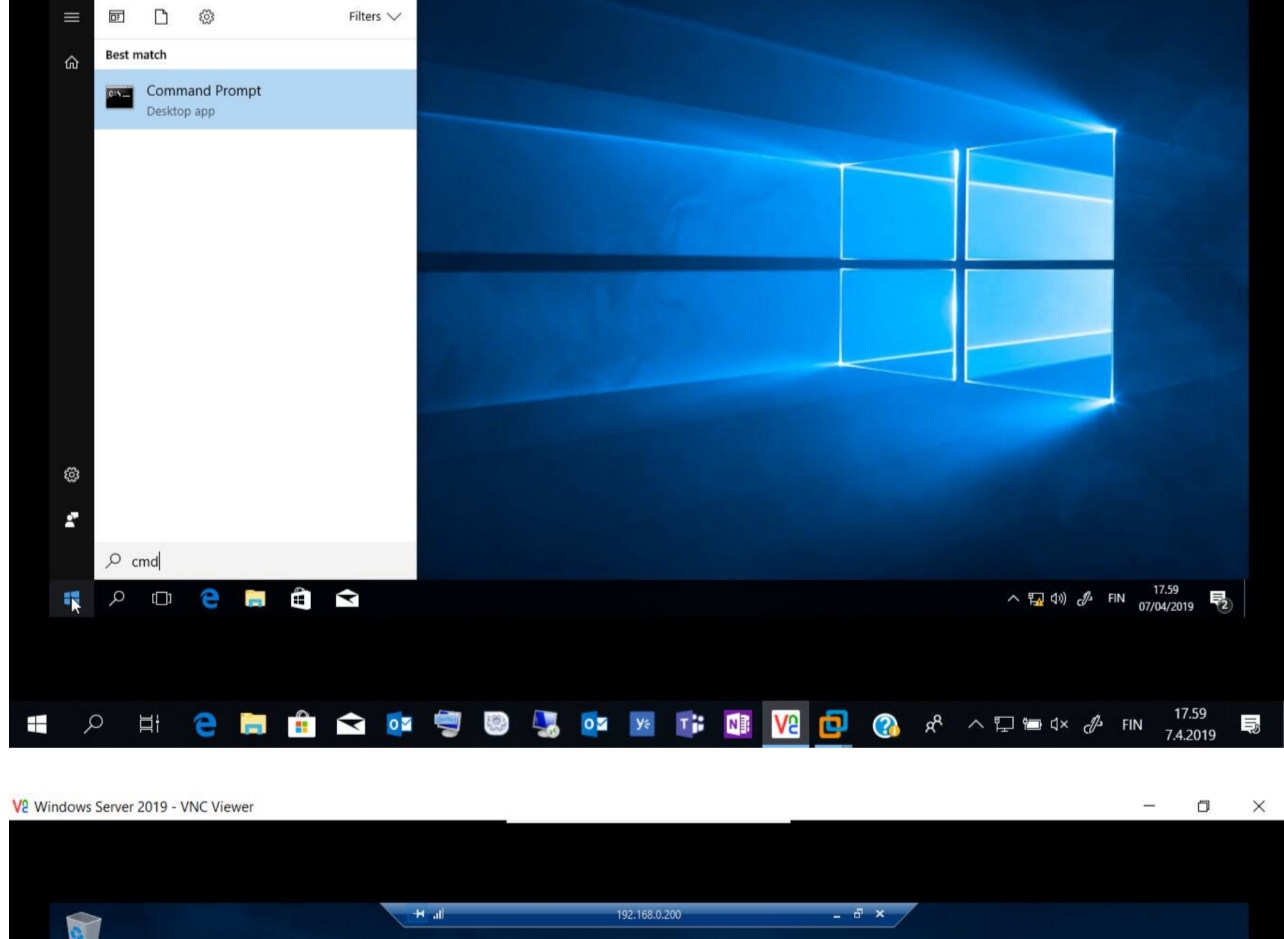 Filters
Best match
Command Prompt
Desktop app
cmd
FIN
17.59
07/04/2019
2
FIN
17.59
7.4.2019
Windows Server 2019 - VNC Viewer
192.168.0.200